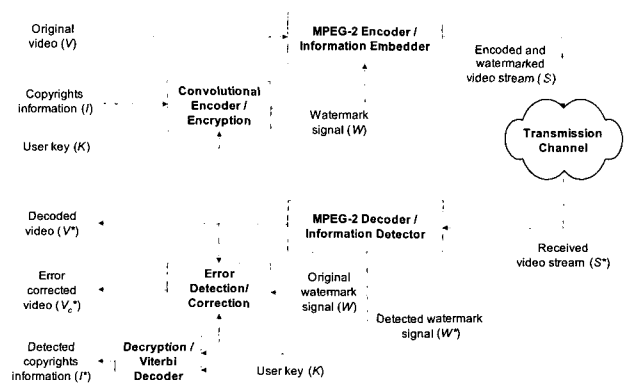 Original
video (V)
MPEG-2 Encoder /
Information Embedder
Encoded and
watermarked
video stream (S)
Copyrights
information (I)
Convolutional
Encoder /
Encryption
Watermark
signal (W)
User key (K)
Transmission
Channel
Decoded
video (V*)
MPEG-2 Decoder /
Information Detector
Received
video stream (S*)
Error
corrected
video (Vc*)
Error
Detection/
Correction
Original
watermark
signal (W)
Detected watermark
signal (W*)
Detected
copyrights
information (I*)
Decryption /
Viterbi
Decoder
User key (K)